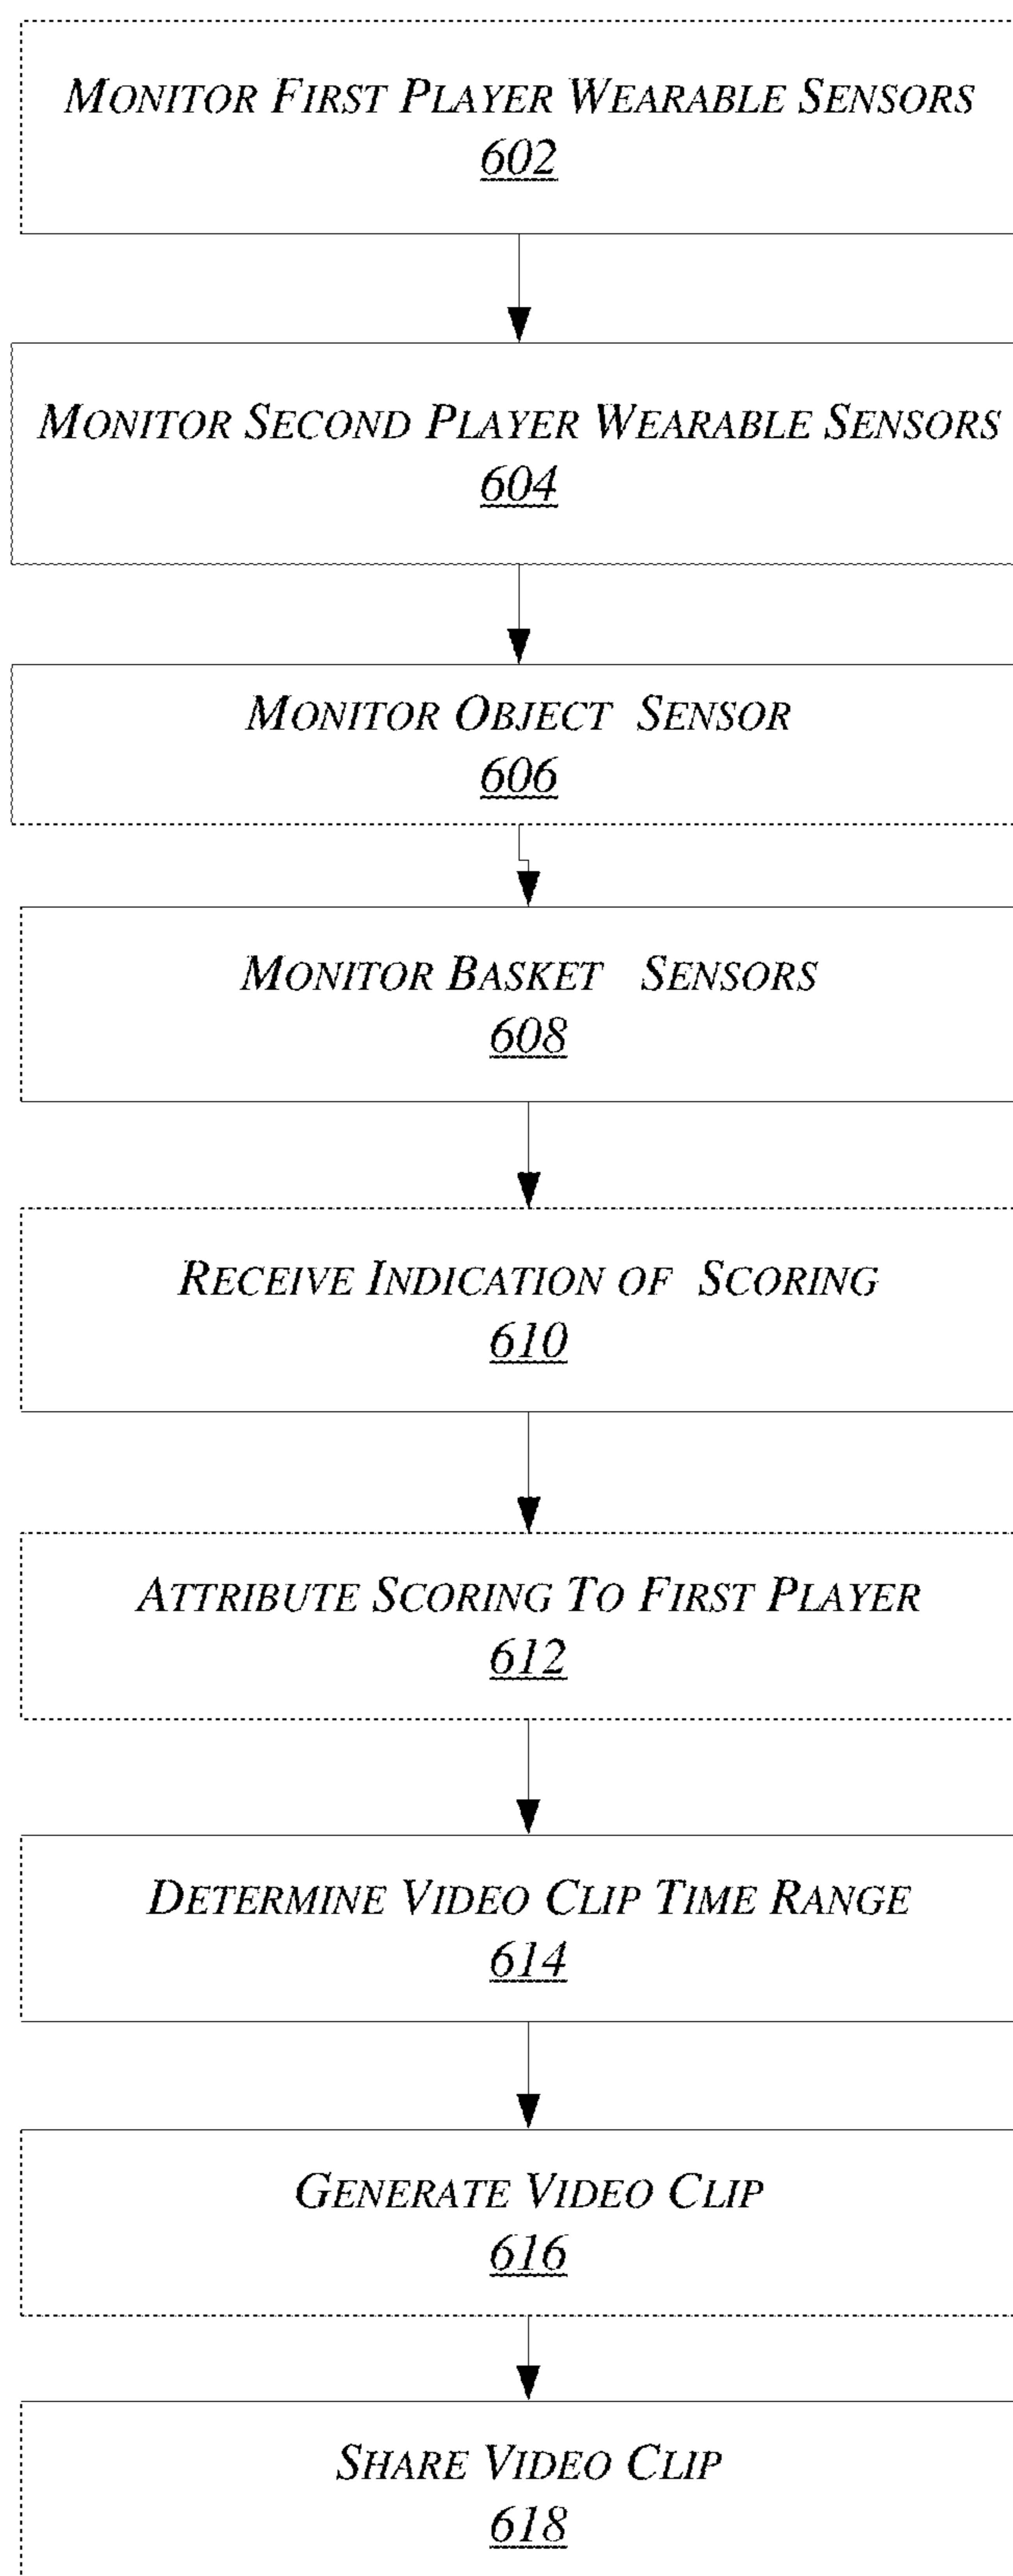 MONITOR FIRST PLAYER WEARABLE SENSORS
602
MONITOR SECOND PLAYER WEARABLE SENSORS
604
MONITOR OBJECT SENSOR
606
MONITOR BASKET SENSORS
608
RECEIVE INDICATION OF SCORING
610
ATTRIBUTE SCORING TO FIRST PLAYER
612
DETERMINE VIDEO CLIP TIME RANGE
614
GENERATE VIDEO CLIP
616
SHARE VIDEO CLIP
618